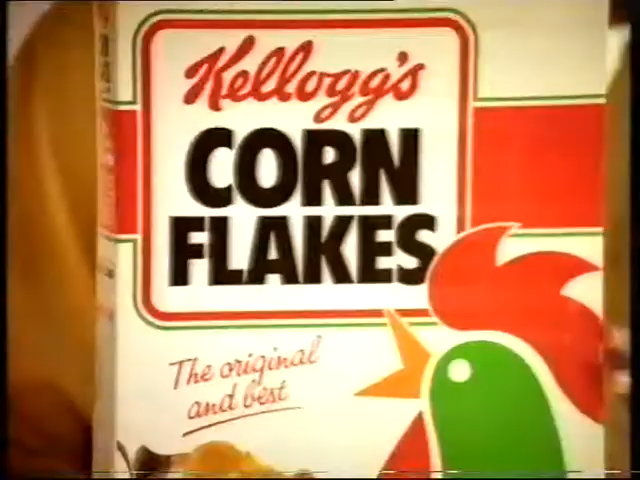 Kellogg's
CORN
FLAKES
The original
and best